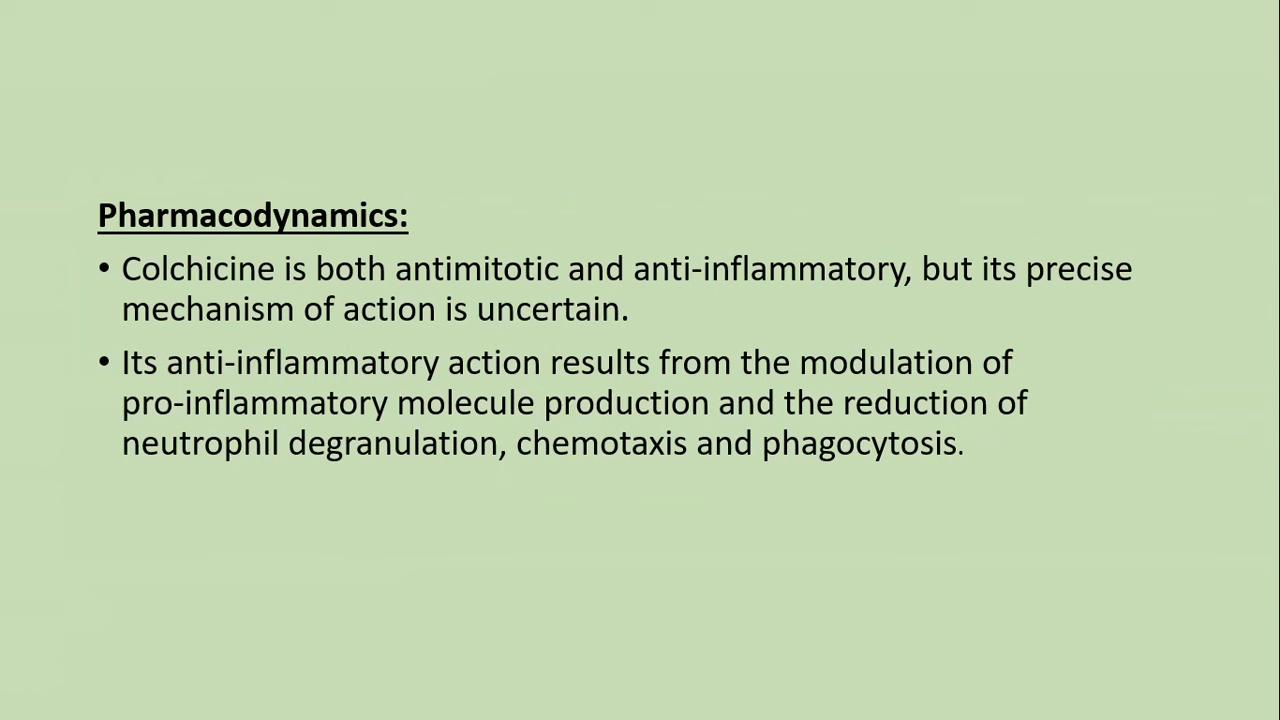 Pharmacodynamics:
• Colchicine is both antimitotic and anti-inflammatory, but its precise
mechanism of action is uncertain.
• Its anti-inflammatory action results from the modulation of
pro-inflammatory molecule production and the reduction of
neutrophil degranulation, chemotaxis and phagocytosis.